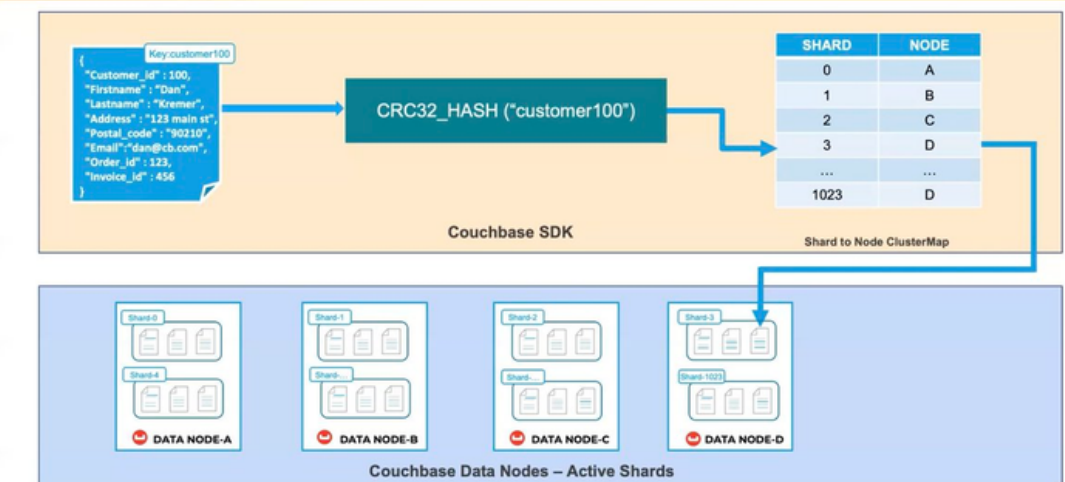 Key:customer100
{
"Customer_id" : 100,
"Firstname" : "Dan",
"Lastname" : "Kremer",
"Address" : "123 main st",
"Postal_code" : "90210",
"Email":"dan@cb.com",
"Order_id" : 123,
"Invoice_id" : 456
}
CRC32_HASH ("customer100")
SHARD NODE
0 A
1 B
2 C
3 D
... ...
1023 D
Couchbase SDK
Shard to Node ClusterMap
Shard-0
Shard-4
DATA NODE-A
Shard-1
Shard-...
DATA NODE-B
Shard-2
Shard-...
DATA NODE-C
Shard-3
Shard-1023
DATA NODE-D
Couchbase Data Nodes – Active Shards